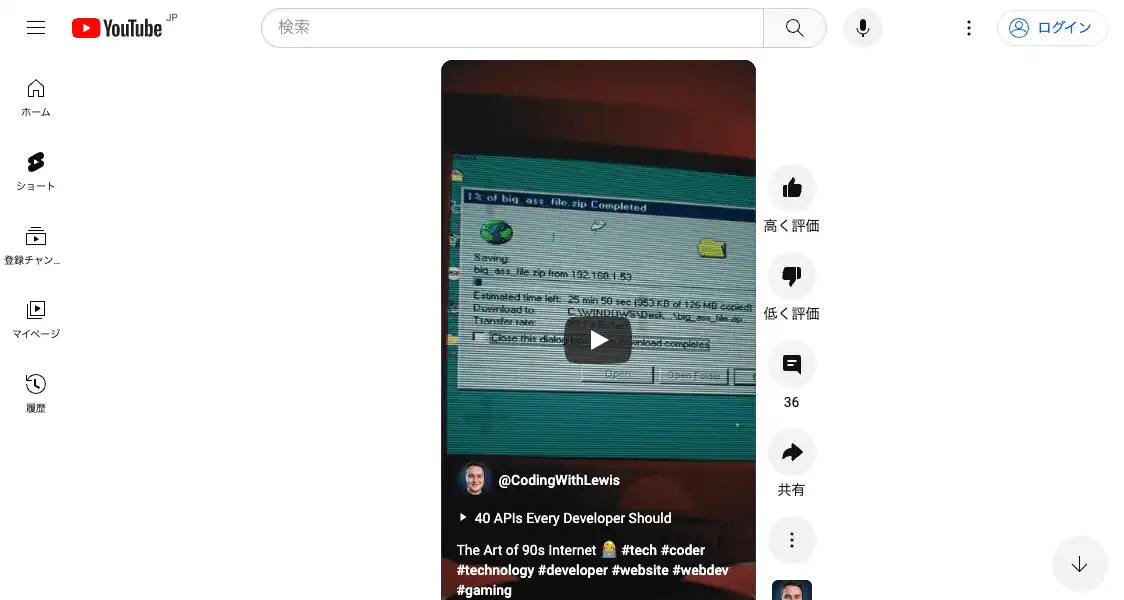 YouTube JP
検索
ログイン
ホーム
ショート
登録チャン...
マイページ
履歴
1% of big_ass_file.zip Completed
Saving:
big_ass_file.zip from 192.168.1.53
Estimated time left: 25 min 50 sec (953 KB of 126 MB copied)
Download to: C:\WINDOWS\Desk...\big_ass_file.zip
Transfer rate:
Close this dialog download completes
Open
Open Folder
高く評価
低く評価
36
共有
@CodingWithLewis
40 APIs Every Developer Should
The Art of 90s Internet #tech #coder
#technology #developer #website #webdev
#gaming